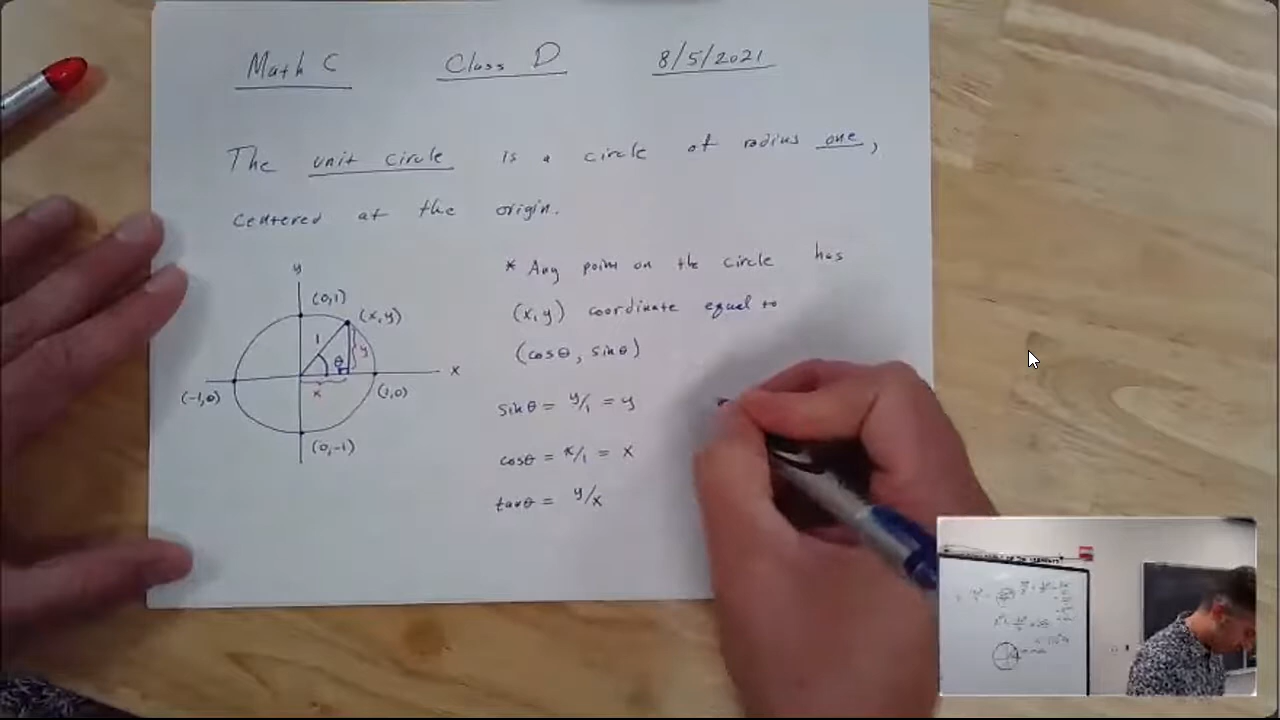 Math C Class D 8/5/2021
The unit circle is a circle of radius one,
centered at the origin.
y
(0,1)
(x,y)
1
θ
y
x
x
(-1,0)
(1,0)
(0,-1)
* Any point on the circle has
(x,y) coordinate equal to
(cosθ, sinθ)
sinθ = y/1 = y
cosθ = x/1 = x
tanθ = y/x